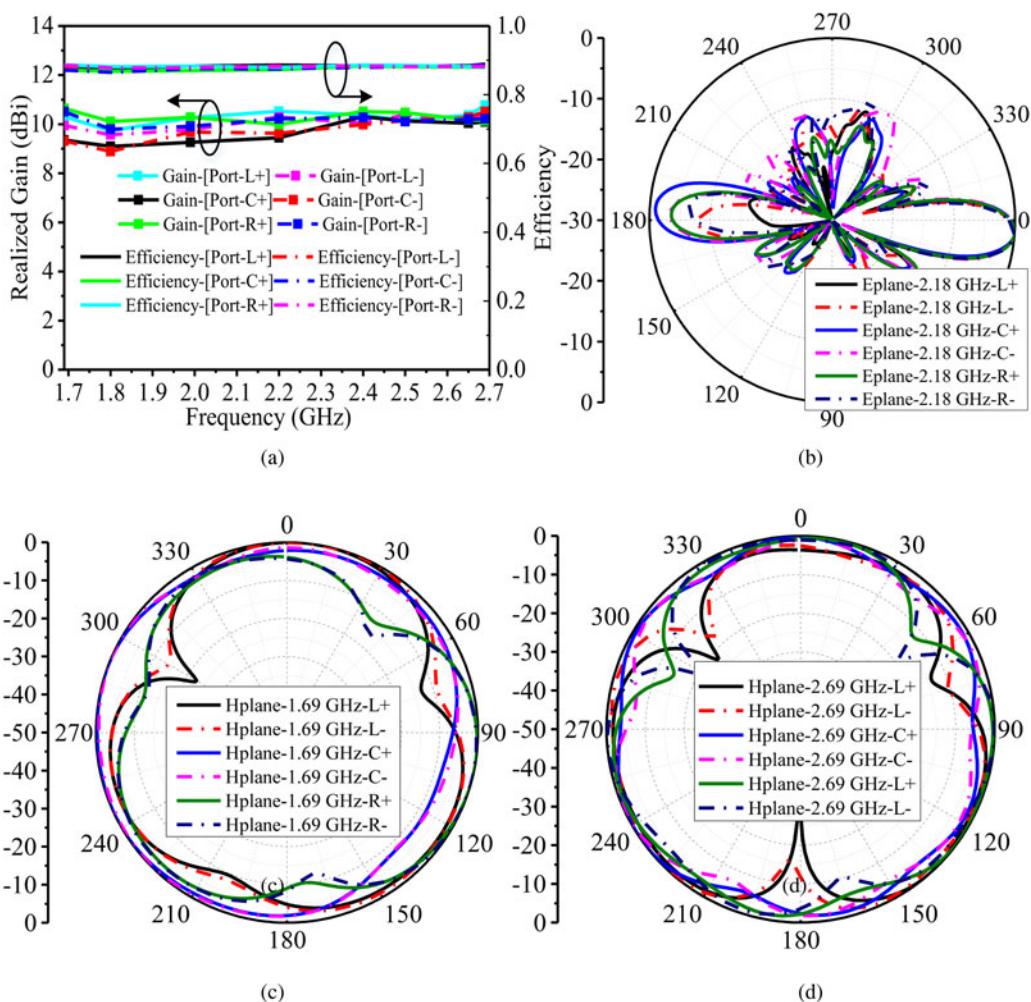 14
12
10
8
6
4
2
0
Realized Gain (dBi)
1.0
0.8
0.6
0.4
0.2
0.0
Efficiency
Gain-[Port-L+] Gain-[Port-L-]
Gain-[Port-C+] Gain-[Port-C-]
Gain-[Port-R+] Gain-[Port-R-]
Efficiency-[Port-L+] Efficiency-[Port-L-]
Efficiency-[Port-C+] Efficiency-[Port-C-]
Efficiency-[Port-R+] Efficiency-[Port-R-]
1.7 1.8 1.9 2.0 2.1 2.2 2.3 2.4 2.5 2.6 2.7
Frequency (GHz)
(a)
0
-10
-20
-30
-20
-10
0
270
240 300
210 330
180 0
150
120
90
Eplane-2.18 GHz-L+
Eplane-2.18 GHz-L-
Eplane-2.18 GHz-C+
Eplane-2.18 GHz-C-
Eplane-2.18 GHz-R+
Eplane-2.18 GHz-R-
(b)
0
-10
-20
-30
-40
-50
-40
-30
-20
-10
0
0
330 30
300 60
270 90
240 120
210 150
180
Hplane-1.69 GHz-L+
Hplane-1.69 GHz-L-
Hplane-1.69 GHz-C+
Hplane-1.69 GHz-C-
Hplane-1.69 GHz-R+
Hplane-1.69 GHz-R-
(c)
(c)
0
-10
-20
-30
-40
-50
-40
-30
-20
-10
0
0
330 30
300 60
270 90
240 120
210 150
180
Hplane-2.69 GHz-L+
Hplane-2.69 GHz-L-
Hplane-2.69 GHz-C+
Hplane-2.69 GHz-C-
Hplane-2.69 GHz-L+
Hplane-2.69 GHz-L-
(d)
(d)